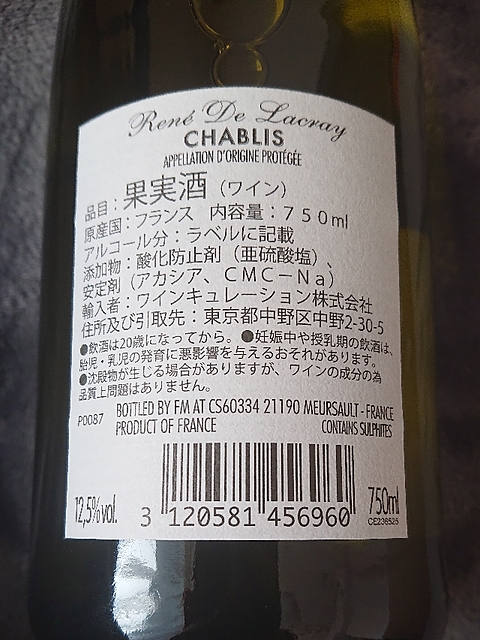 René De Lacray
CHABLIS
APPELLATION D'ORIGINE PROTÉGÉE
品目：果実酒（ワイン）
原産国：フランス　内容量：７５０ml
アルコール分：ラベルに記載
添加物：酸化防止剤（亜硫酸塩）、
安定剤（アカシア、ＣＭＣ－Ｎａ）
輸入者：ワインキュレーション株式会社
住所及び引取先：東京都中野区中野2-30-5
●飲酒は20歳になってから。●妊娠中や授乳期の飲酒は、
胎児・乳児の発育に悪影響を与えるおそれがあります。
●沈殿物が生じる場合がありますが、ワインの成分の為
品質上問題はありません。
P0087
BOTTLED BY FM AT CS60334 21190 MEURSAULT - FRANCE
PRODUCT OF FRANCE CONTAINS SULPHITES
12,5% vol.
3 120581 456960
750ml
CE236525